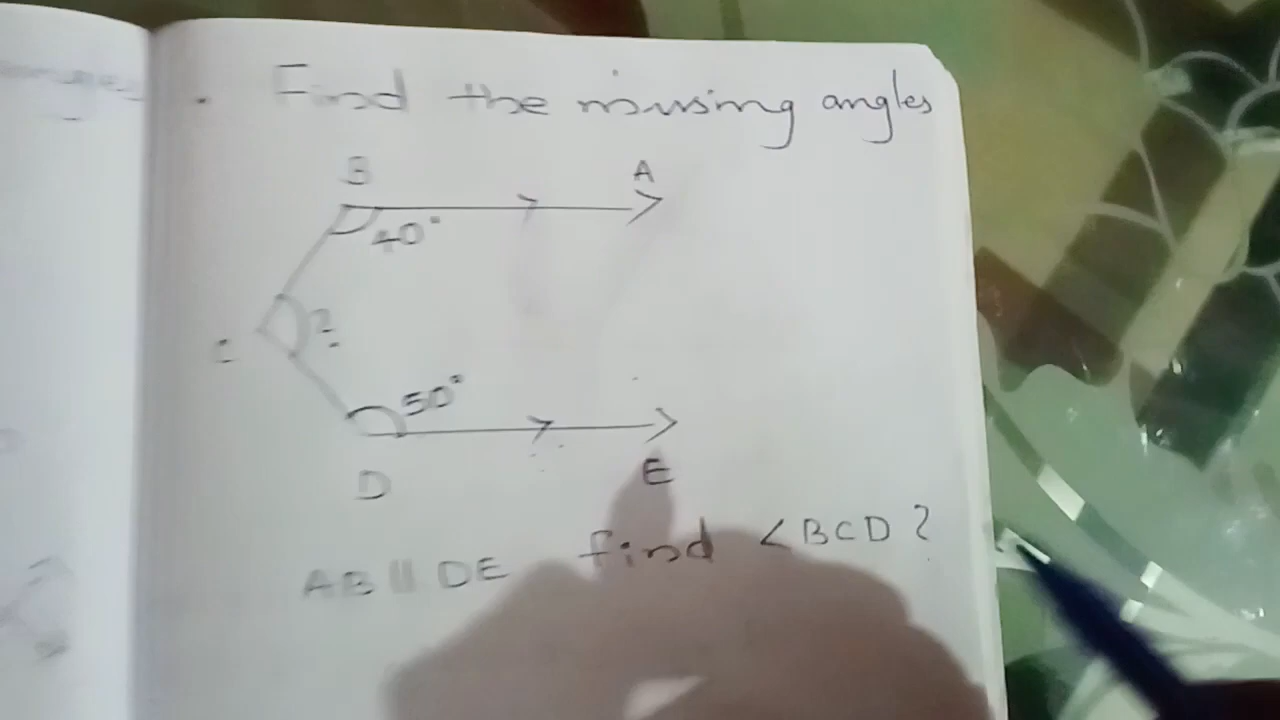 . Find the missing angles
B A
40°
?
C
50°
D E
AB || DE find <BCD?